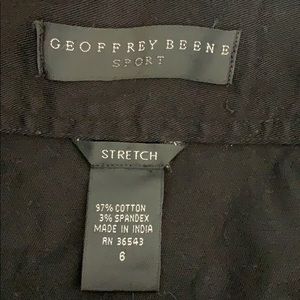 GEOFFREY BEENE
SPORT
STRETCH
97% COTTON
3% SPANDEX
MADE IN INDIA
RN 36543
6